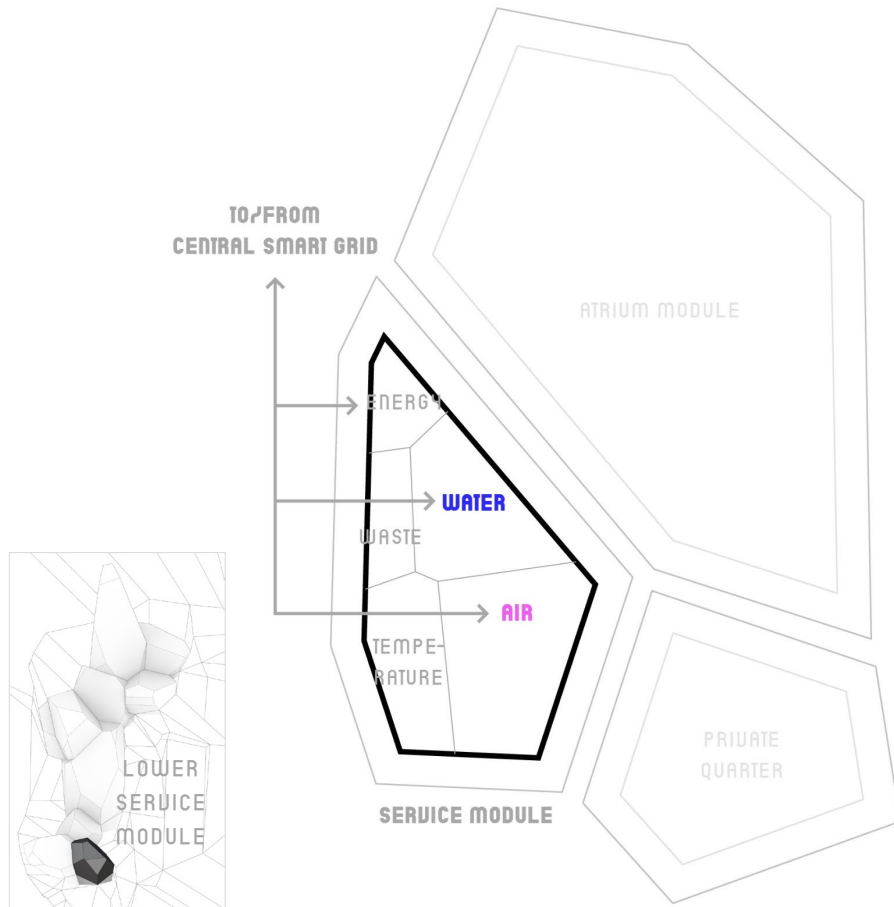 TO/FROM
CENTRAL SMART GRID
ATRIUM MODULE
ENERGY
WATER
WASTE
AIR
TEMPE-
RATURE
PRIVATE
QUARTER
SERVICE MODULE
LOWER
SERVICE
MODULE